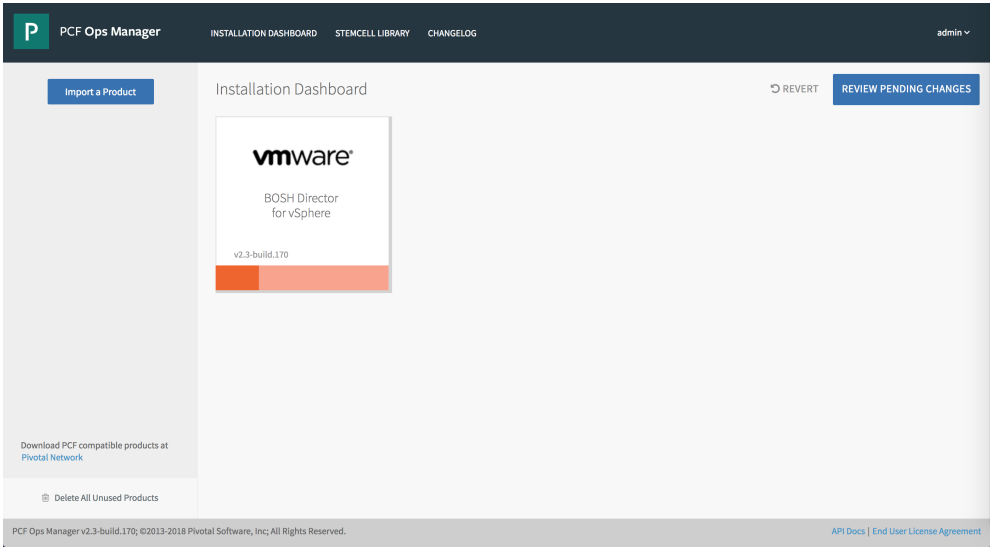 P PCF Ops Manager INSTALLATION DASHBOARD STEMCELL LIBRARY CHANGELOG admin
Import a Product
Installation Dashboard
REVERT REVIEW PENDING CHANGES
vmware®
BOSH Director
for vSphere
v2.3-build.170
Download PCF compatible products at
Pivotal Network
Delete All Unused Products
PCF Ops Manager v2.3-build.170; ©2013-2018 Pivotal Software, Inc; All Rights Reserved. API Docs | End User License Agreement